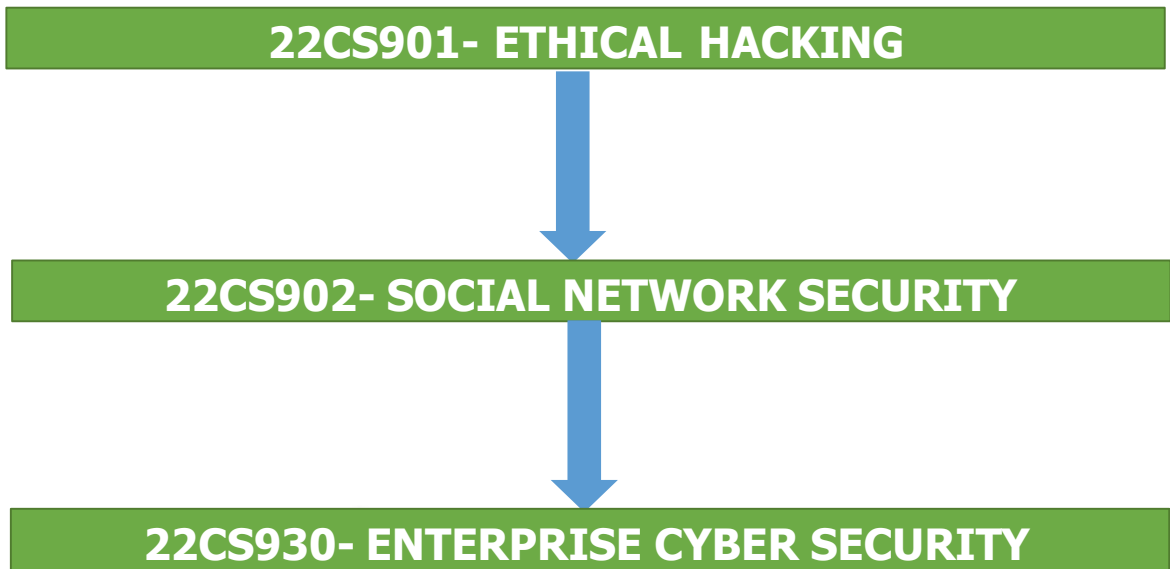 22CS901- ETHICAL HACKING
22CS902- SOCIAL NETWORK SECURITY
22CS930- ENTERPRISE CYBER SECURITY